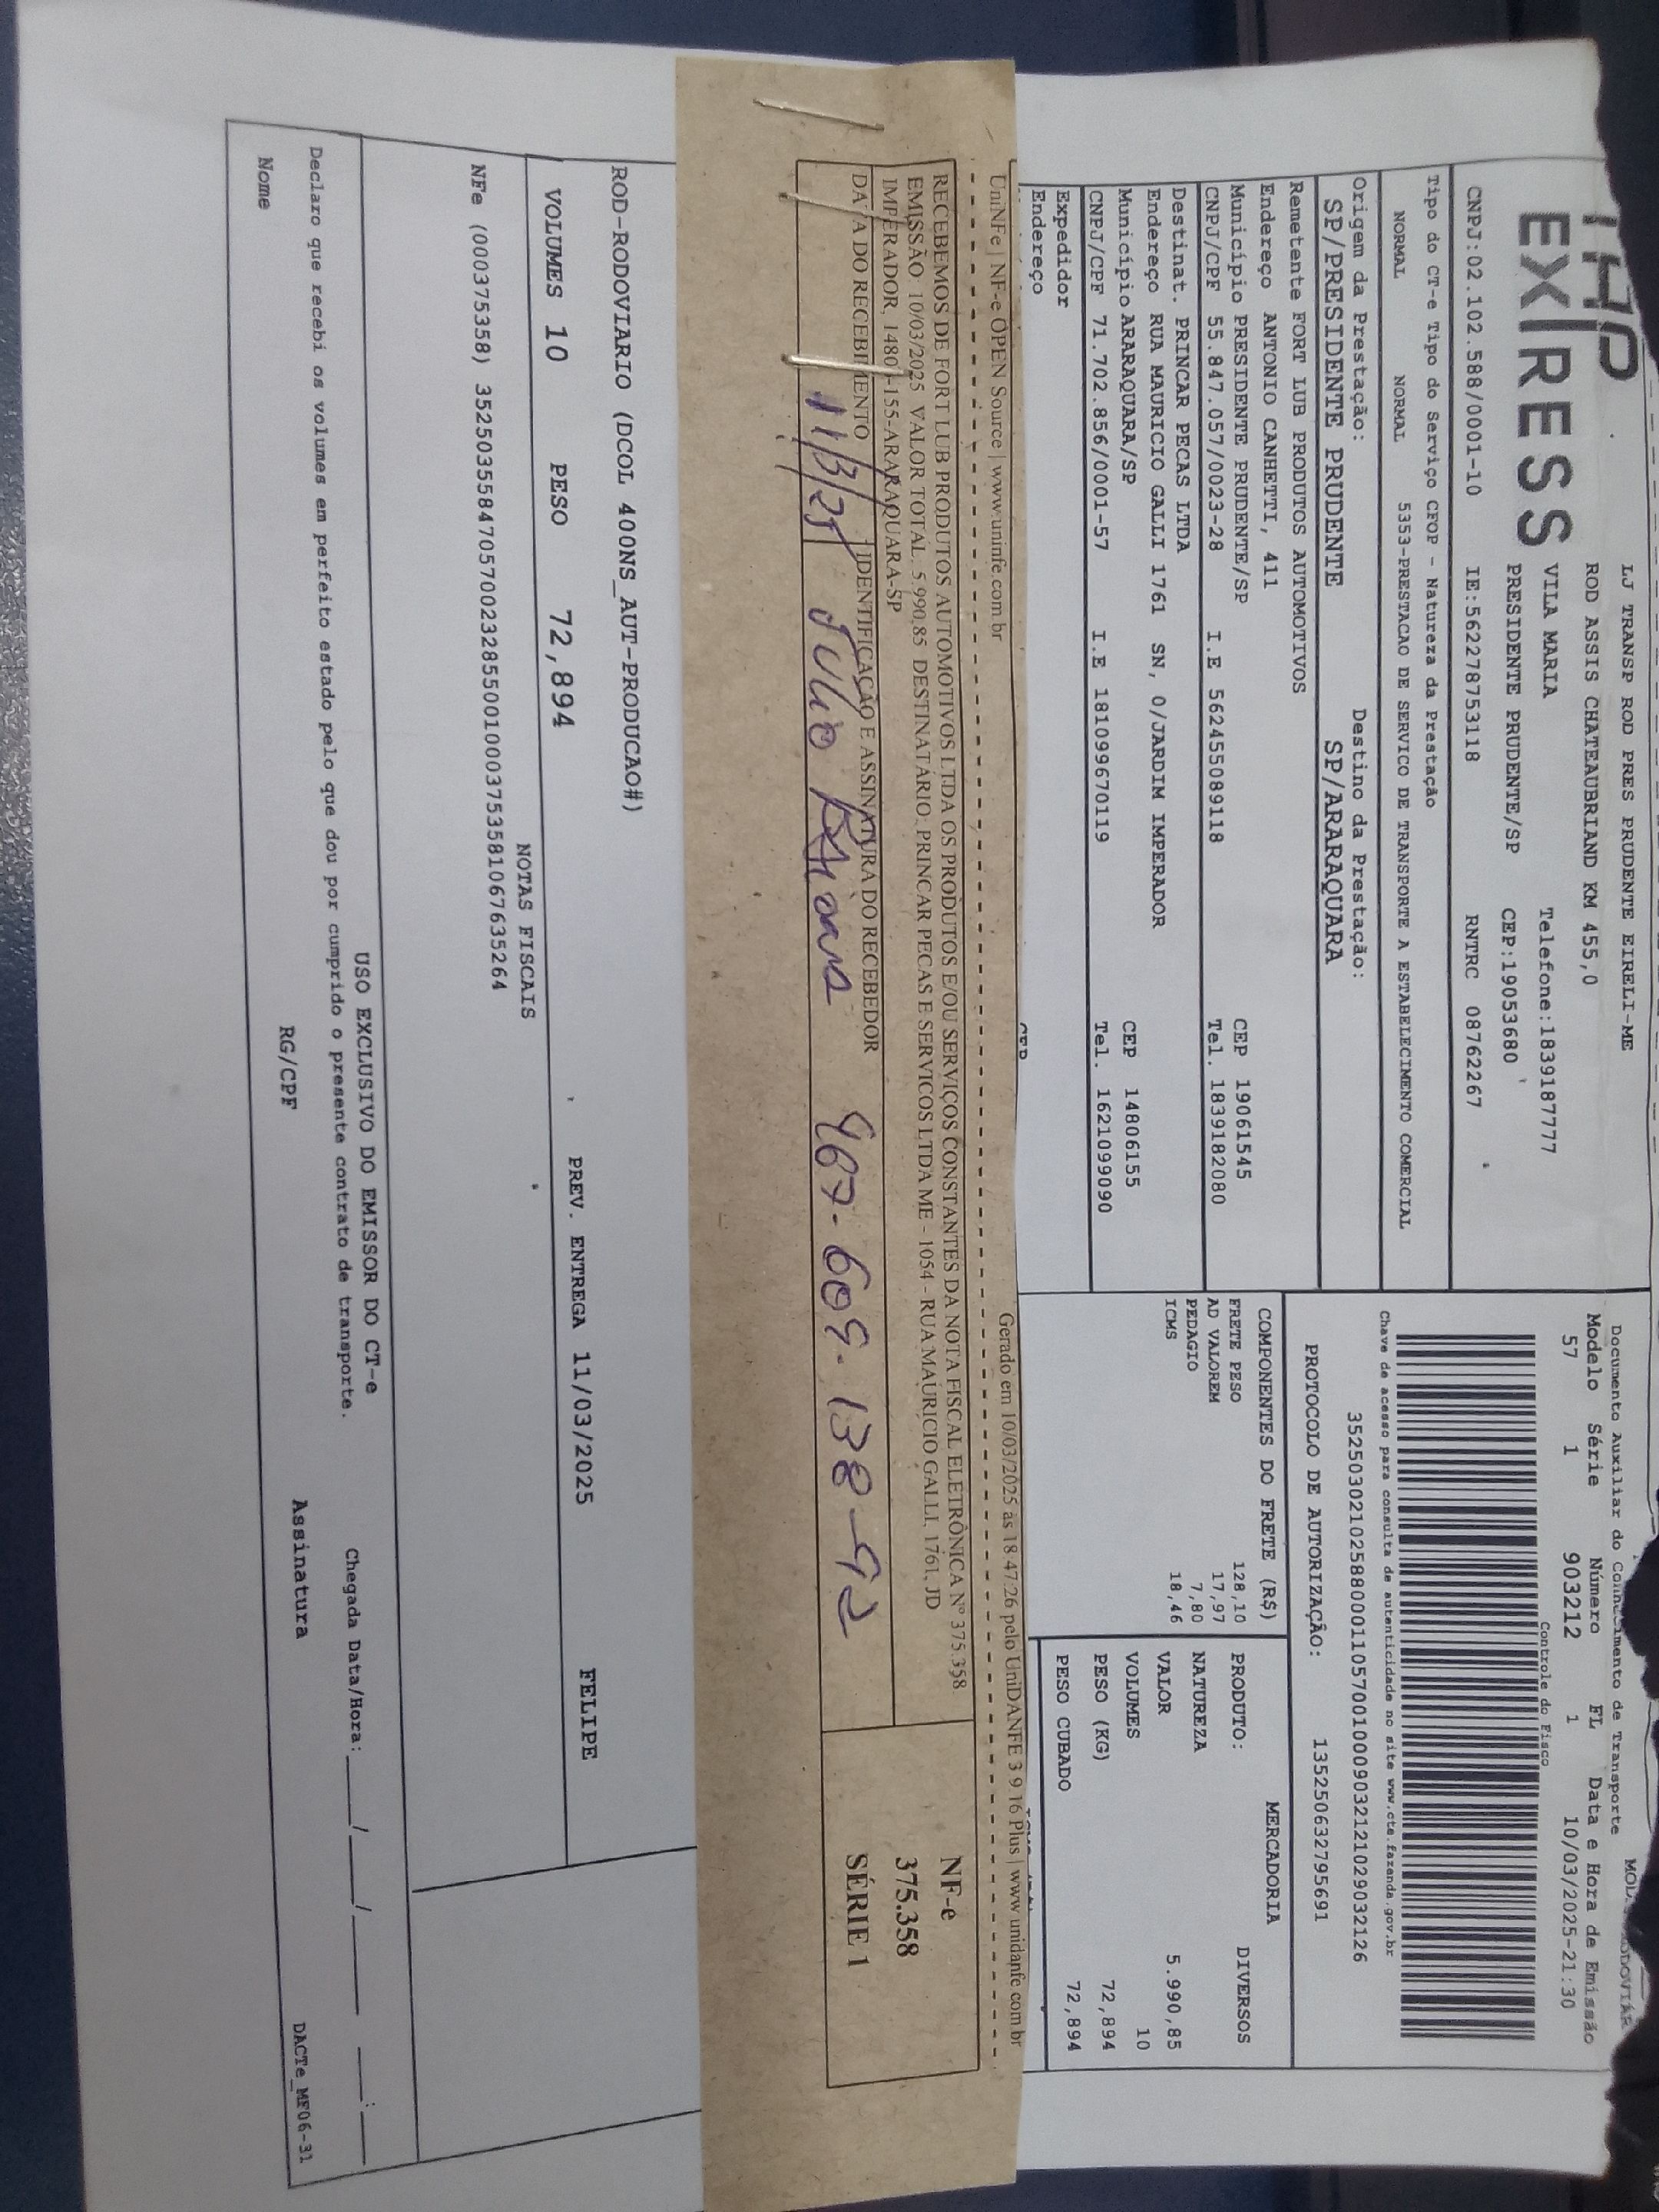 LJ TRANSP ROD PRES PRUDENTE EIRELI-ME
ROD ASSIS CHATEAUBRIAND KM 455,0
EXPRESS
VILA MARIA Telefone:1839187777
PRESIDENTE PRUDENTE/SP CEP:19053680
CNPJ:02.102.588/0001-10 IE:562278753118 RNTRC 08762267
Documento Auxiliar do Conhecimento de Transporte
Modelo Série Número FL Data e Hora de Emissão
57 1 903212 1 10/03/2025-21:30
Controle do Fisco
Chave de acesso para consulta de autenticidade no site www.cte.fazenda.gov.br
35250302102588000110570010009032121029032126
PROTOCOLO DE AUTORIZAÇÃO: 135250632795691
Tipo do CT-e Tipo do Serviço CFOP - Natureza da Prestação
NORMAL NORMAL 5353-PRESTACAO DE SERVICO DE TRANSPORTE A ESTABELECIMENTO COMERCIAL
Origem da Prestação: Destino da Prestação:
SP/PRESIDENTE PRUDENTE SP/ARARAQUARA
Remetente FORT LUB PRODUTOS AUTOMOTIVOS
Endereço ANTONIO CANHETTI, 411
Município PRESIDENTE PRUDENTE/SP CEP 19061545
CNPJ/CPF 55.847.057/0023-28 I.E 562455089118 Tel. 1839182080
Destinat. PRINCAR PECAS LTDA
Endereço RUA MAURICIO GALLI 1761 SN, 0/JARDIM IMPERADOR
Município ARARAQUARA/SP CEP 14806155
CNPJ/CPF 71.702.856/0001-57 I.E 181099670119 Tel. 1621099090
Expedidor
Endereço
COMPONENTES DO FRETE (R$)
FRETE PESO 128,10
AD VALOREM 17,97
PEDAGIO 7,80
ICMS 18,46
MERCADORIA
PRODUTO: DIVERSOS
NATUREZA
VALOR 5.990,85
VOLUMES 10
PESO (KG) 72,894
PESO CUBADO 72,894
UniNFe | NF-e OPEN Source | www.uninfe.com.br Gerado em 10/03/2025 às 18:47:26 pelo UniDANFE 3.9.16 Plus | www.unidanfe.com.br
RECEBEMOS DE FORT LUB PRODUTOS AUTOMOTIVOS LTDA OS PRODUTOS E/OU SERVIÇOS CONSTANTES DA NOTA FISCAL ELETRÔNICA Nº 375.358
EMISSÃO: 10/03/2025 VALOR TOTAL: 5.990,85 DESTINATÁRIO: PRINCAR PECAS E SERVICOS LTDA ME - 1054 - RUA MAURICIO GALLI, 1761, JD
IMPERADOR, 14801-155-ARARAQUARA-SP
DATA DO RECEBIMENTO IDENTIFICAÇÃO E ASSINATURA DO RECEBEDOR
11/3/25 Julio 467-609-138-92
NF-e
375.358
SÉRIE 1
ROD-RODOVIARIO (DCOL 400NS_AUT-PRODUCAO#)
VOLUMES 10 PESO 72,894 PREV. ENTREGA 11/03/2025 FELIPE
NOTAS FISCAIS
NFe (000375358) 35250355847057002328550010003753581067635264
USO EXCLUSIVO DO EMISSOR DO CT-e
Declaro que recebi os volumes em perfeito estado pelo que dou por cumprido o presente contrato de transporte. Chegada Data/Hora:____/____/____ ___:___
Nome RG/CPF Assinatura
DACTe_MF06-31